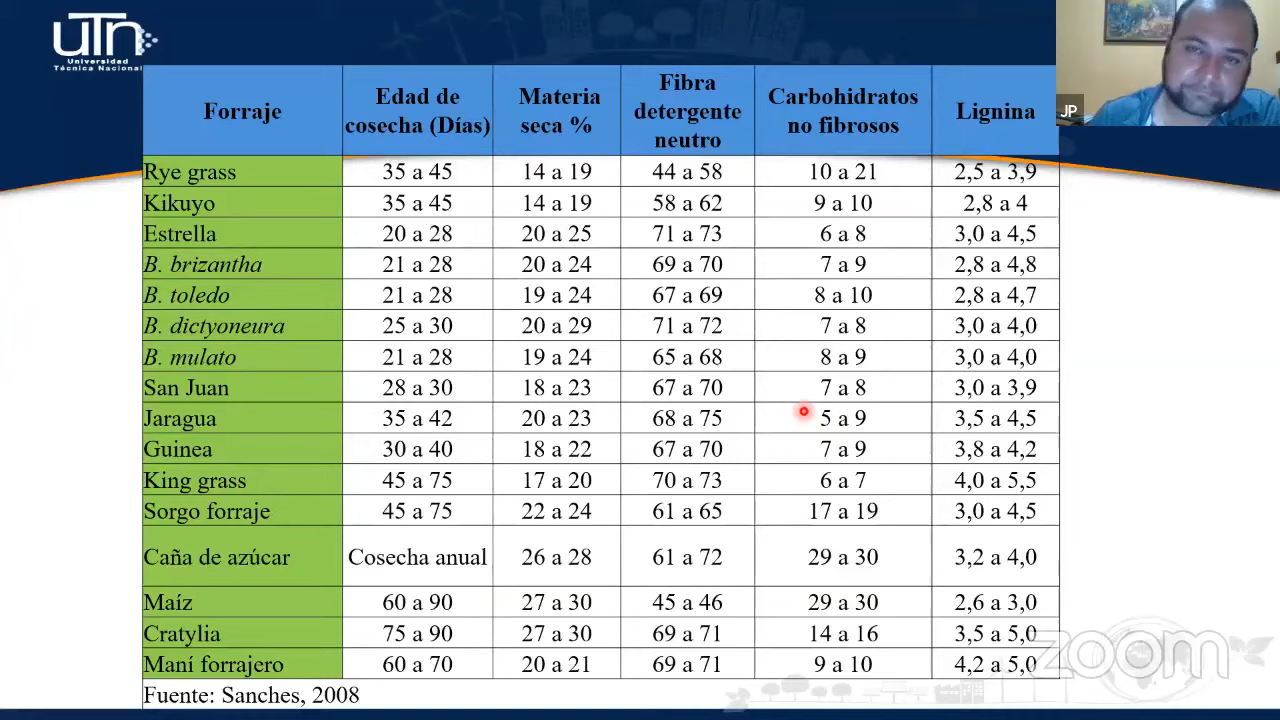 uTn
Universidad
Técnica Nacional
JP
Forraje Edad de cosecha (Días) Materia seca % Fibra detergente neutro Carbohidratos no fibrosos Lignina
Rye grass 35 a 45 14 a 19 44 a 58 10 a 21 2,5 a 3,9
Kikuyo 35 a 45 14 a 19 58 a 62 9 a 10 2,8 a 4
Estrella 20 a 28 20 a 25 71 a 73 6 a 8 3,0 a 4,5
B. brizantha 21 a 28 20 a 24 69 a 70 7 a 9 2,8 a 4,8
B. toledo 21 a 28 19 a 24 67 a 69 8 a 10 2,8 a 4,7
B. dictyoneura 25 a 30 20 a 29 71 a 72 7 a 8 3,0 a 4,0
B. mulato 21 a 28 19 a 24 65 a 68 8 a 9 3,0 a 4,0
San Juan 28 a 30 18 a 23 67 a 70 7 a 8 3,0 a 3,9
Jaragua 35 a 42 20 a 23 68 a 75 5 a 9 3,5 a 4,5
Guinea 30 a 40 18 a 22 67 a 70 7 a 9 3,8 a 4,2
King grass 45 a 75 17 a 20 70 a 73 6 a 7 4,0 a 5,5
Sorgo forraje 45 a 75 22 a 24 61 a 65 17 a 19 3,0 a 4,5
Caña de azúcar Cosecha anual 26 a 28 61 a 72 29 a 30 3,2 a 4,0
Maíz 60 a 90 27 a 30 45 a 46 29 a 30 2,6 a 3,0
Cratylia 75 a 90 27 a 30 69 a 71 14 a 16 3,5 a 5,0
Maní forrajero 60 a 70 20 a 21 69 a 71 9 a 10 4,2 a 5,0
zoom
Fuente: Sanches, 2008